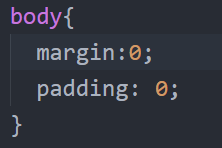 body{
  margin:0;
  padding: 0;
}